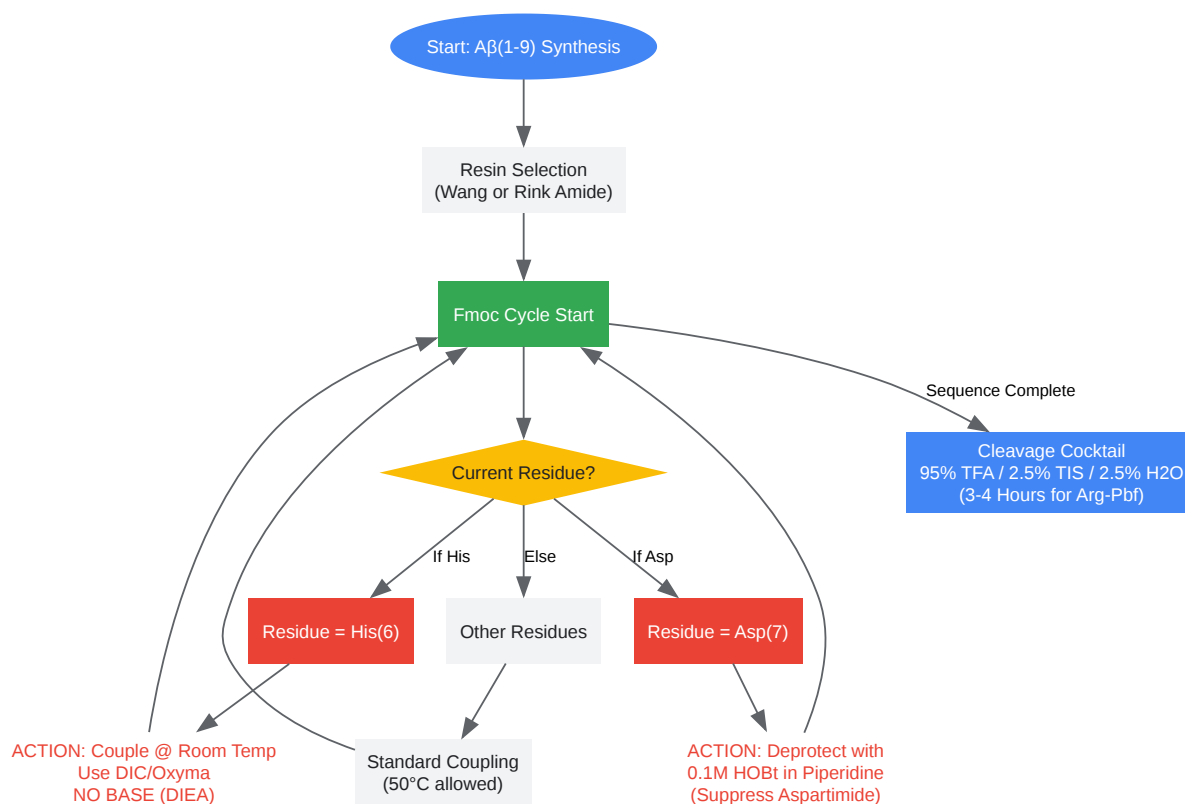 Start: Aβ(1-9) Synthesis
Resin Selection
(Wang or Rink Amide)
Fmoc Cycle Start
Sequence Complete
Cleavage Cocktail
95% TFA / 2.5% TIS / 2.5% H2O
(3-4 Hours for Arg-Pbf)
Current Residue?
If His
Else
If Asp
Residue = His(6)
Other Residues
Residue = Asp(7)
ACTION: Couple @ Room Temp
Use DIC/Oxyma
NO BASE (DIEA)
Standard Coupling
(50°C allowed)
ACTION: Deprotect with
0.1M HOBt in Piperidine
(Suppress Aspartimide)